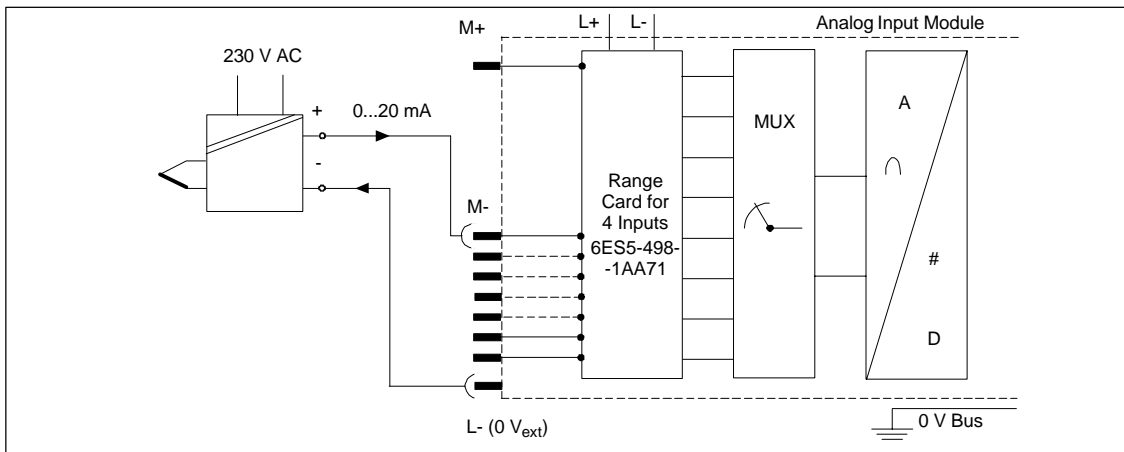 Analog Input Module
L+ L-
M+
230 V AC
+
0...20 mA
-
M-
Range
Card for
4 Inputs
6ES5-498-
-1AA71
MUX
A
#
D
L- (0 Vext)
0 V Bus